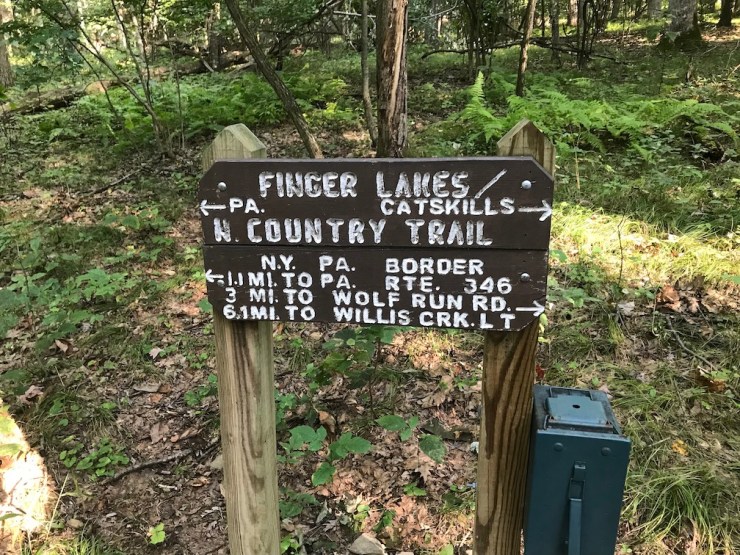 FINGER LAKES/
←PA. CATSKILLS→
N. COUNTRY TRAIL
N.Y. PA. BORDER
←1.1 MI. TO PA. RTE. 346
3 MI. TO WOLF RUN RD.→
6.1 MI. TO WILLIS CRK. LT